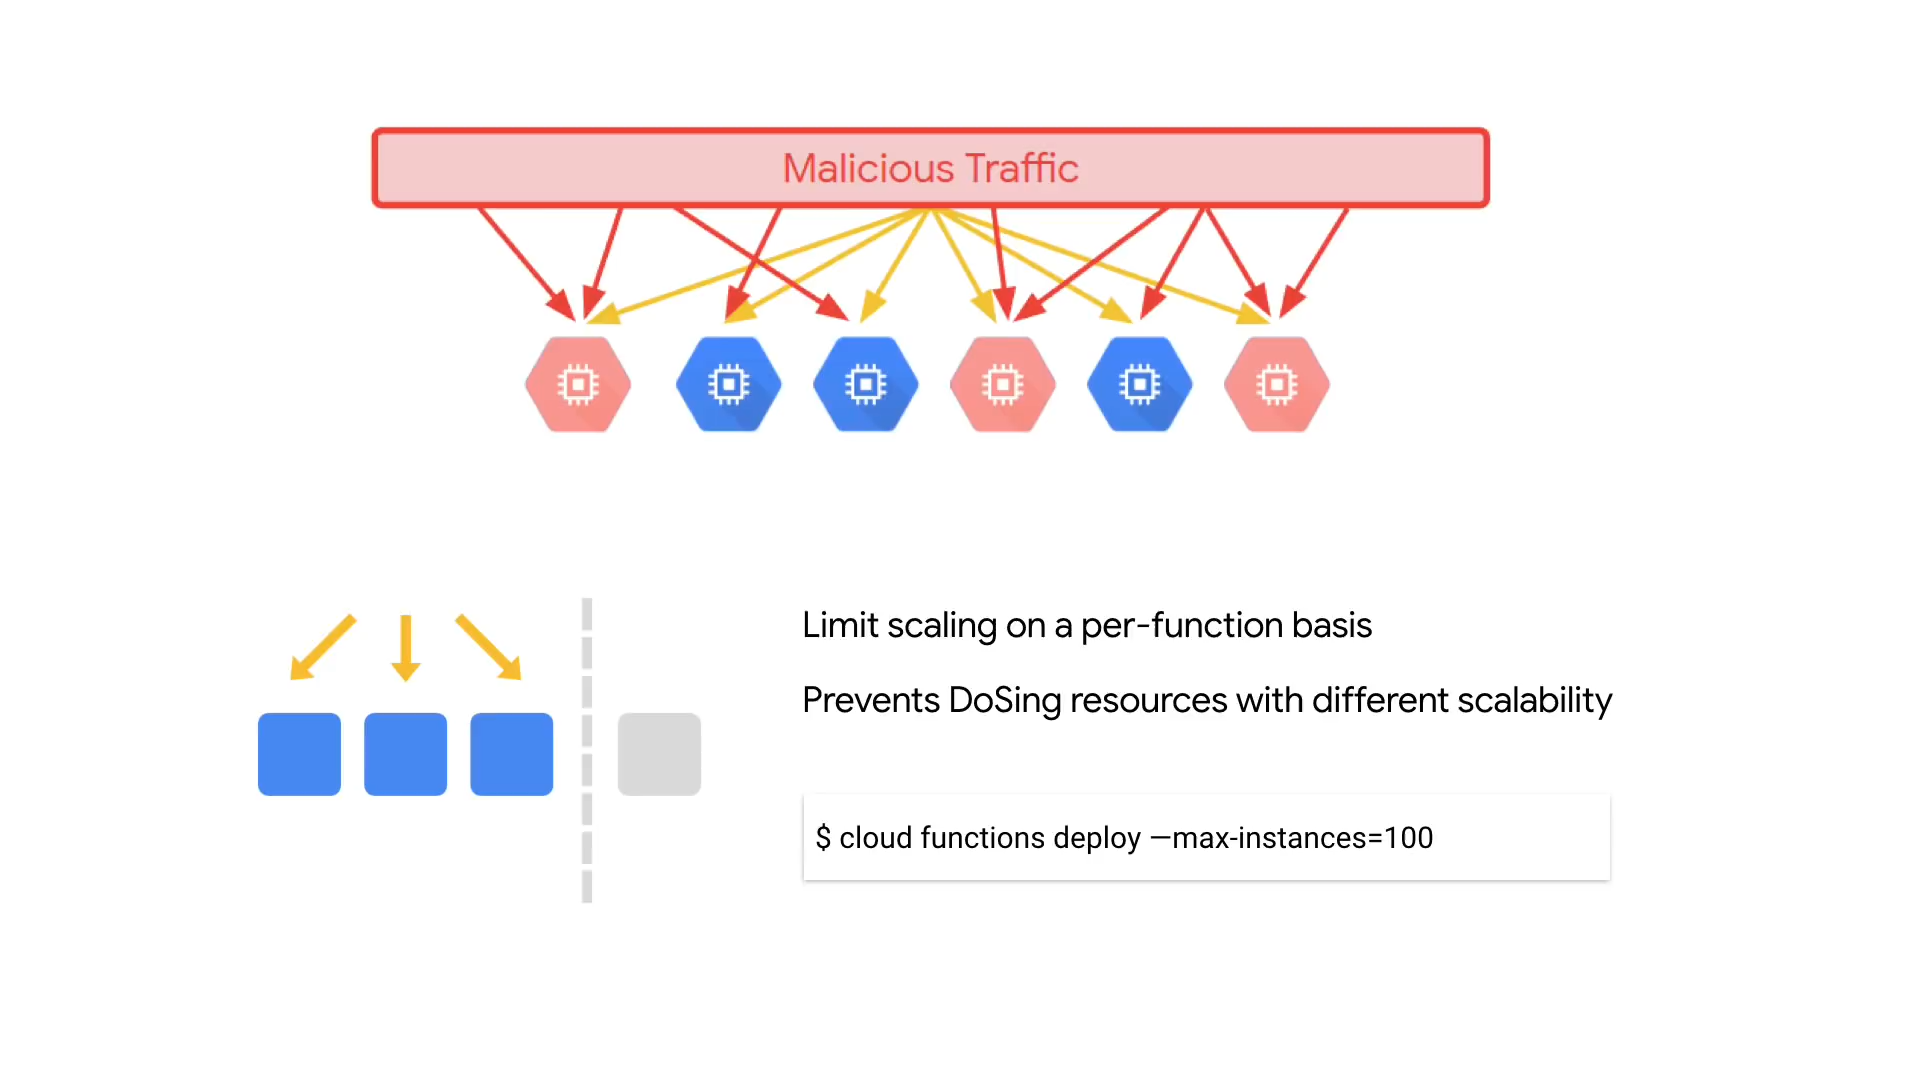 Malicious Traffic
Limit scaling on a per-function basis
Prevents DoSing resources with different scalability
$ cloud functions deploy —max-instances=100